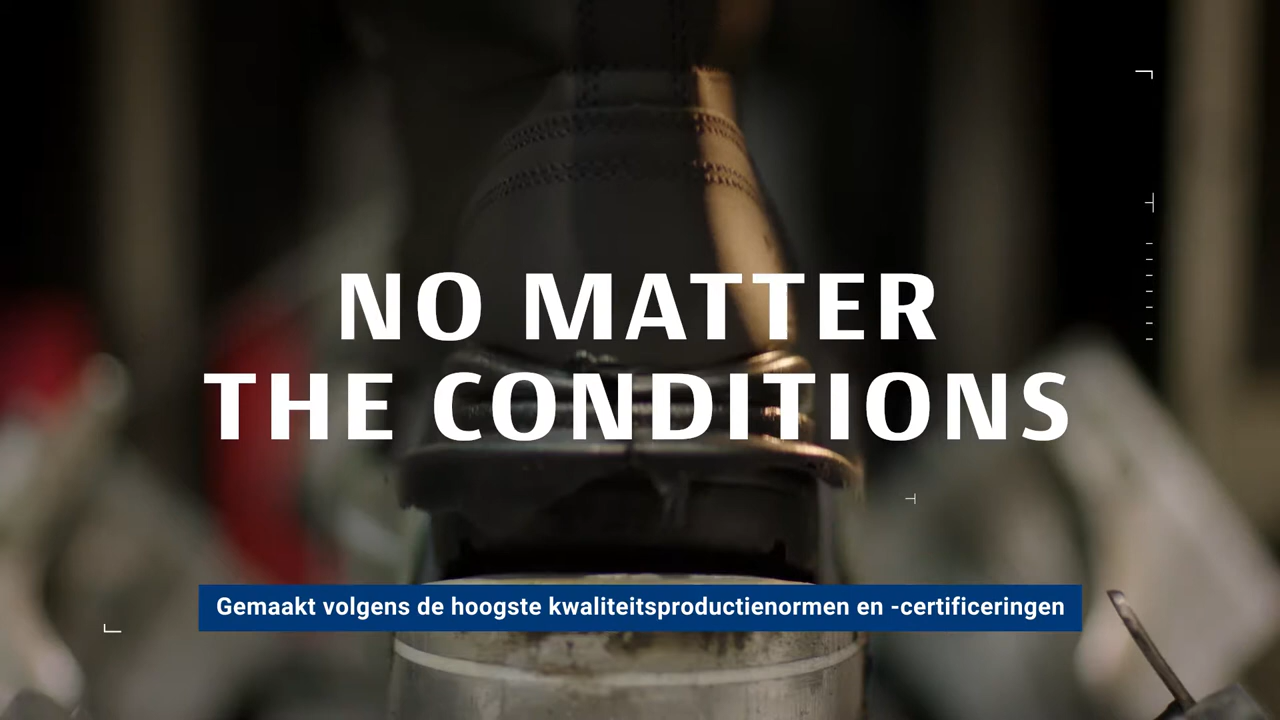 NO MATTER
THE CONDITIONS
Gemaakt volgens de hoogste kwaliteitsproductienormen en -certificeringen